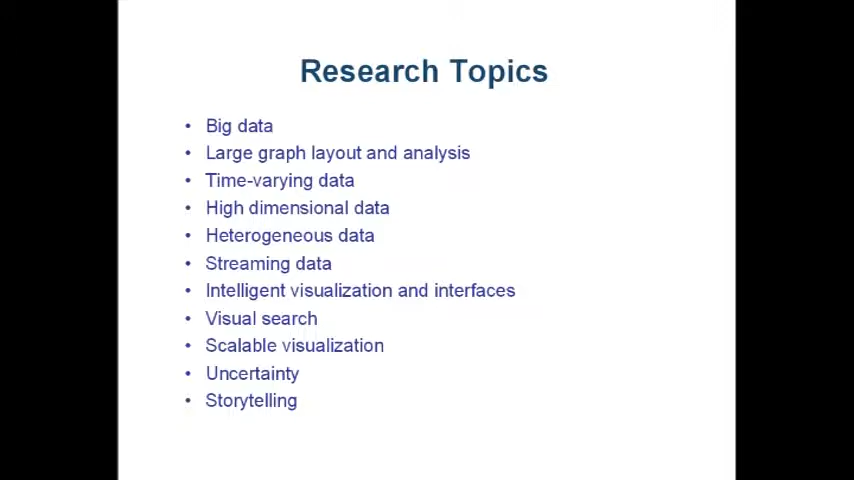 Research Topics
• Big data
• Large graph layout and analysis
• Time-varying data
• High dimensional data
• Heterogeneous data
• Streaming data
• Intelligent visualization and interfaces
• Visual search
• Scalable visualization
• Uncertainty
• Storytelling